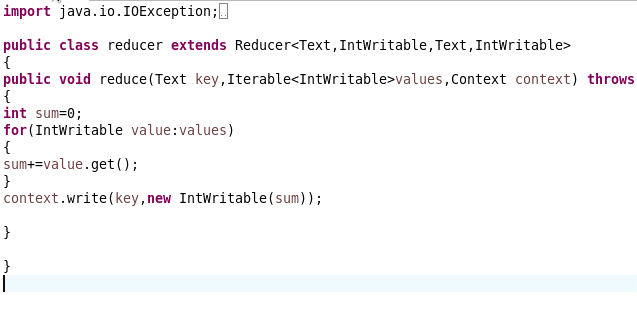 import java.io.IOException;
public class reducer extends Reducer<Text,IntWritable,Text,IntWritable>
{
public void reduce(Text key,Iterable<IntWritable>values,Context context) throws
{
int sum=0;
for(IntWritable value:values)
{
sum+=value.get();
}
context.write(key,new IntWritable(sum));
}
}